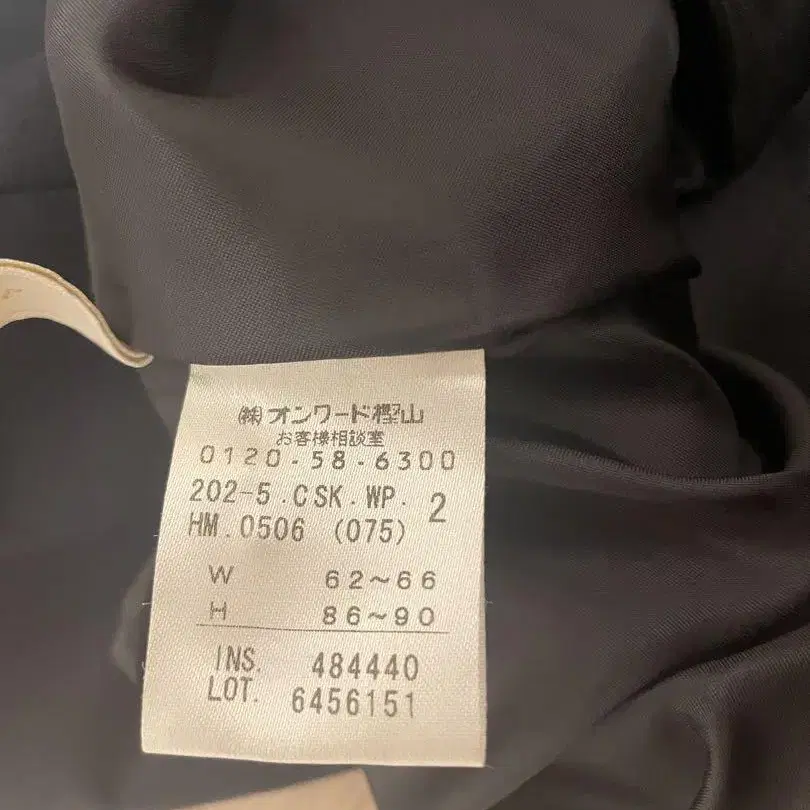 ㈱オンワード樫山
お客様相談室
0120-58-6300
202-5.CSK.WP. 2
HM.0506 (075)
W 62~66
H 86~90
INS. 484440
LOT. 6456151